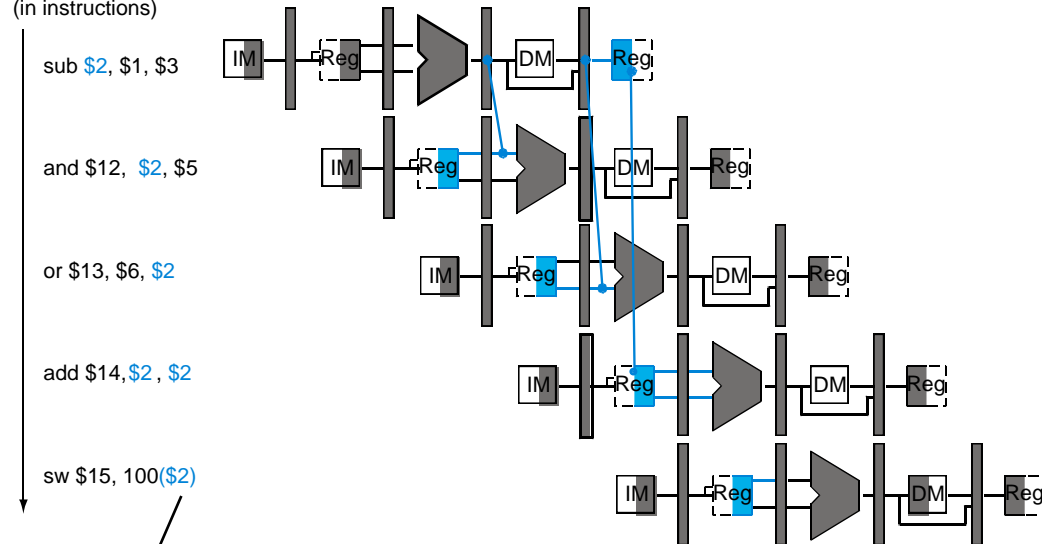 (in instructions)
IM Reg DM Reg
sub $2, $1, $3
IM Reg DM Reg
and $12, $2, $5
IM Reg DM Reg
or $13, $6, $2
IM Reg DM Reg
add $14,$2 , $2
IM Reg DM Reg
sw $15, 100($2)